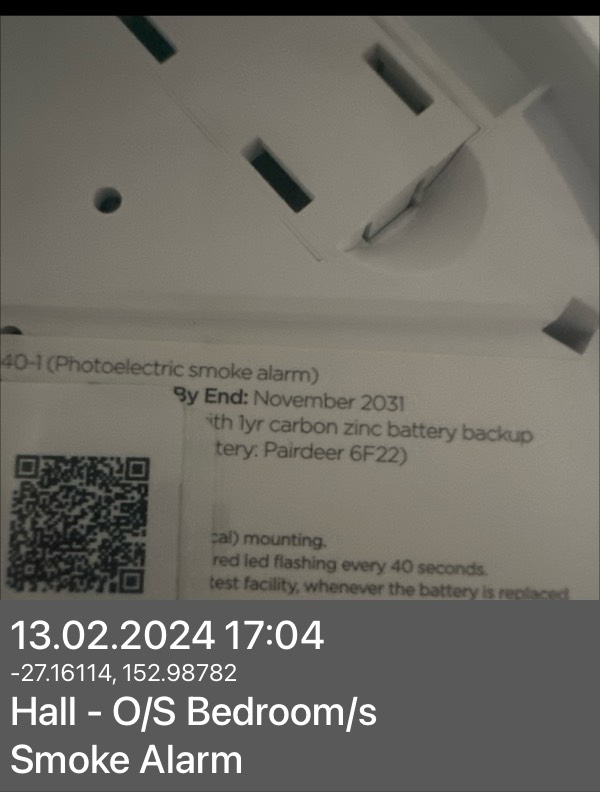 40-1 (Photoelectric smoke alarm)
By End: November 2031
ith 1yr carbon zinc battery backup
tery: Pairdeer 6F22)
cal) mounting.
red led flashing every 40 seconds.
test facility, whenever the battery is replaced
13.02.2024 17:04
-27.16114, 152.98782
Hall - O/S Bedroom/s
Smoke Alarm